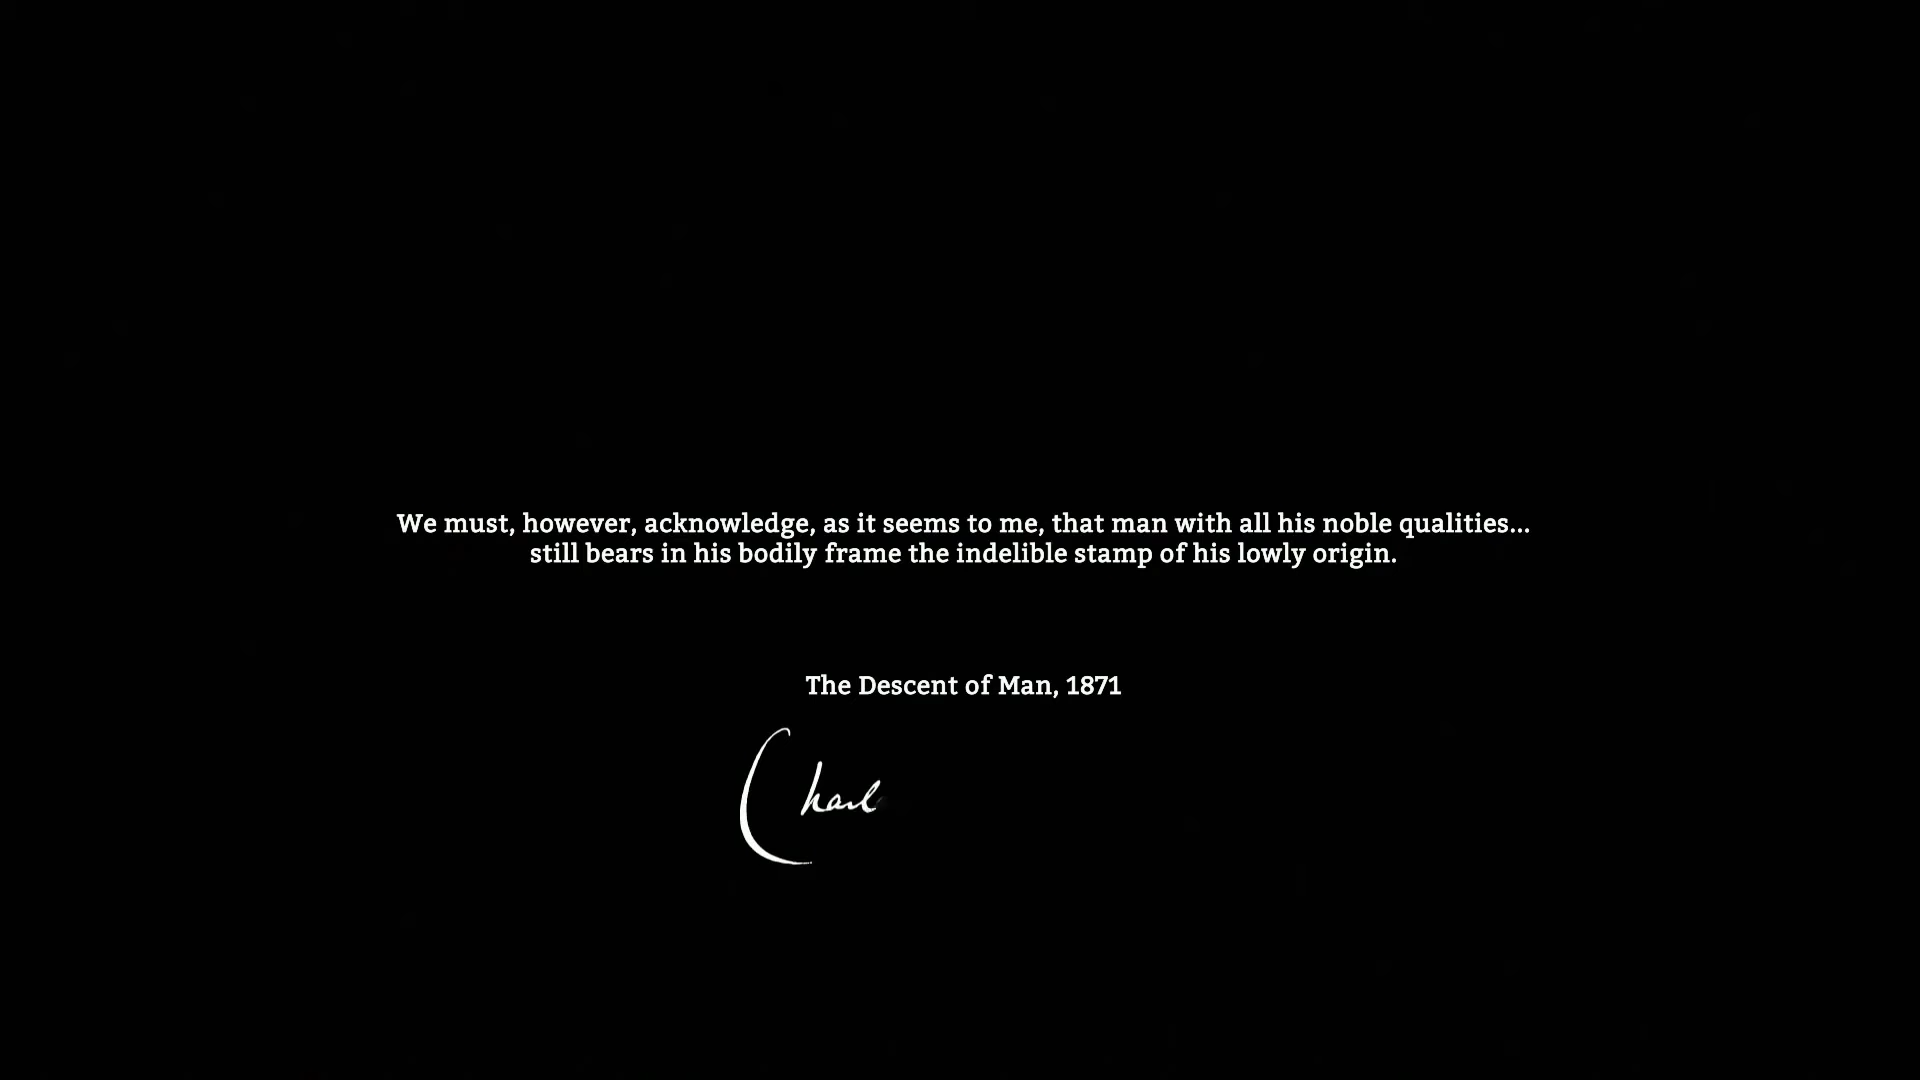 We must, however, acknowledge, as it seems to me, that man with all his noble qualities...
still bears in his bodily frame the indelible stamp of his lowly origin.
The Descent of Man, 1871
Charl